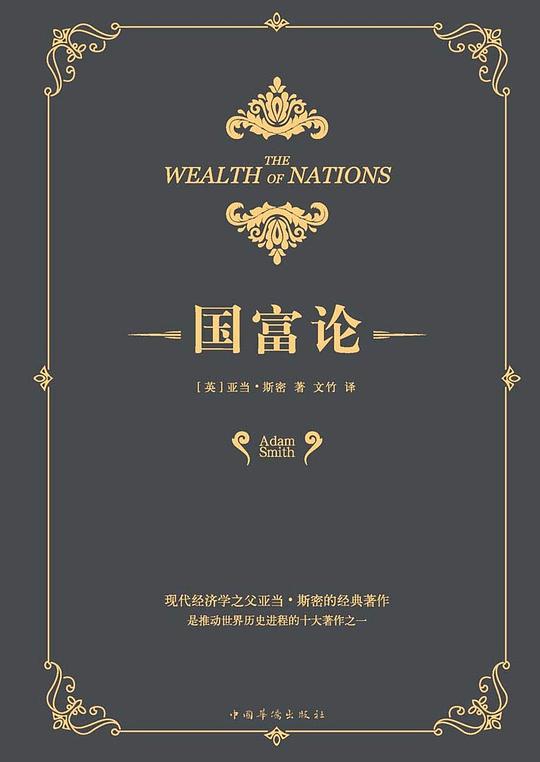 THE
WEALTH OF NATIONS
国富论
[英]亚当·斯密 著 文竹 译
Adam
Smith
现代经济学之父亚当·斯密的经典著作
是推动世界历史进程的十大著作之一
中国华侨出版社